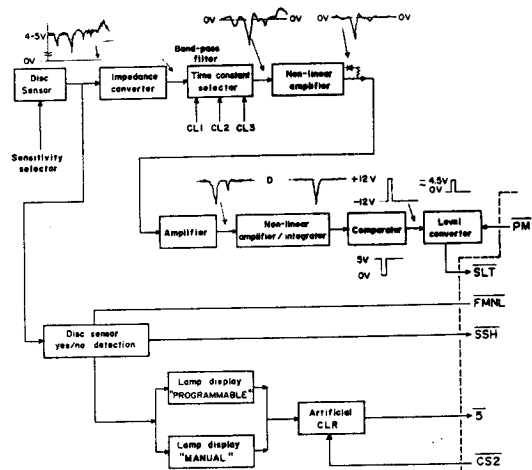 4-5V
0V
0V
0V
0V
0V
Disc
Sensor
Impedance
converter
Band-pass
filter
Time constant
selector
Non-linear
amplifier
CL1
CL2
CL3
Sensitivity
selector
D
+12V
-12V
= 4.5V
0V
Amplifier
Non-linear
amplifier / integrator
Comparator
Level
converter
PM
5V
0V
SLT
FMNL
Disc sensor
yes/no detection
SSH
Lamp display
"PROGRAMMABLE"
Lamp display
"MANUAL"
Artificial
CLR
5
CS2